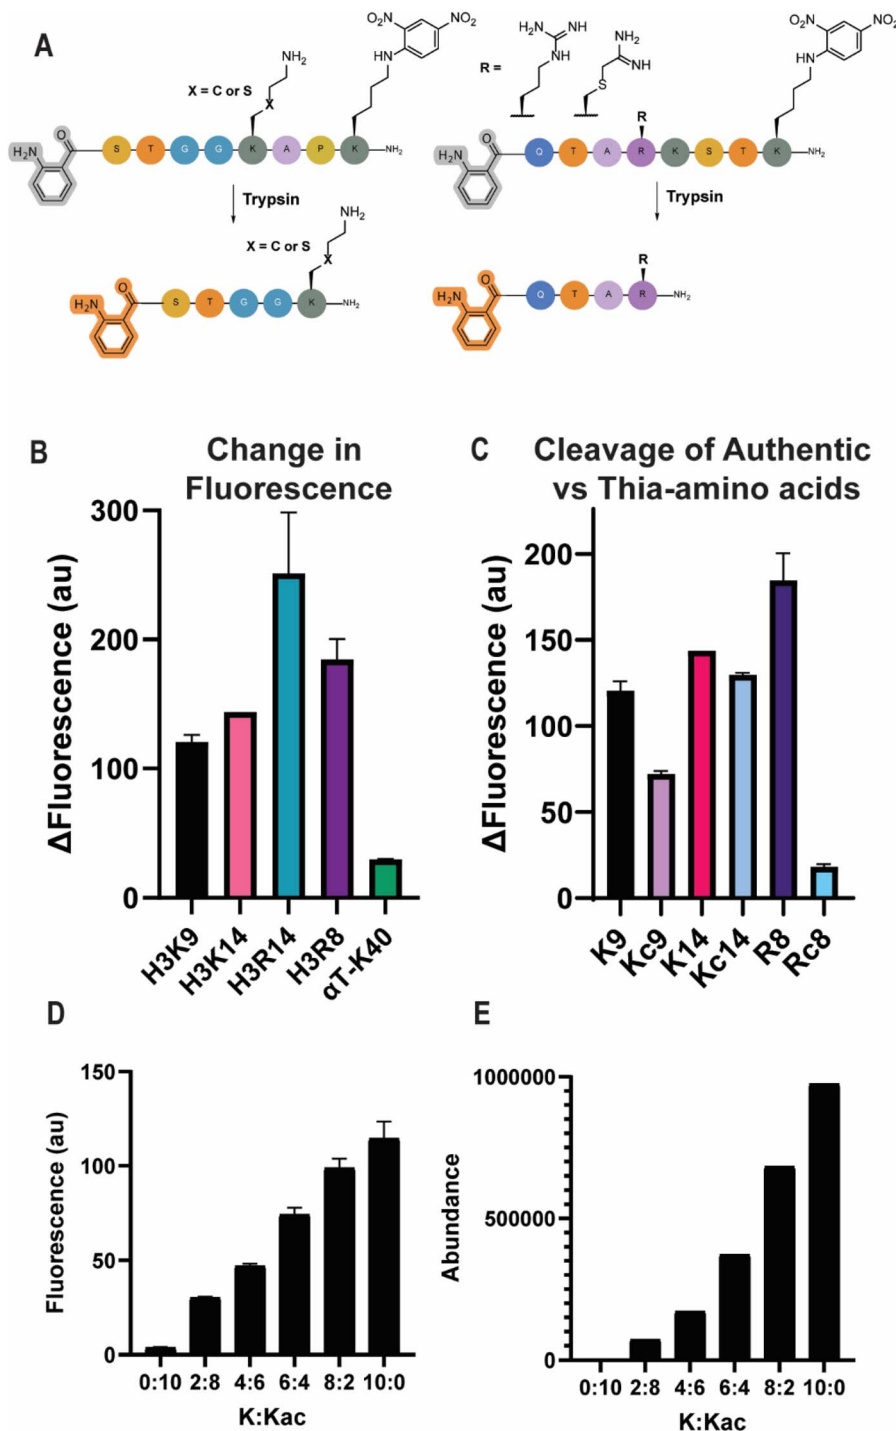 A
X = C or S
NH₂
X
O₂N
NO₂
HN
R =
H₂N
NH
NH
NH₂
S
NH
O₂N
NO₂
HN
O
H₂N
S T G G K A P K
NH₂
R
O
H₂N
Q T A R K S T K
NH₂
Trypsin
Trypsin
X = C or S
NH₂
X
R
O
H₂N
S T G G K
NH₂
O
H₂N
Q T A R
NH₂
B
Change in
Fluorescence
ΔFluorescence (au)
300
200
100
0
H3K9
H3K14
H3R14
H3R8
αT-K40
C
Cleavage of Authentic
vs Thia-amino acids
ΔFluorescence (au)
200
150
100
50
0
K9
Kc9
K14
Kc14
R8
Rc8
D
Fluorescence (au)
150
100
50
0
0:10 2:8 4:6 6:4 8:2 10:0
K:Kac
E
Abundance
1000000
500000
0
0:10 2:8 4:6 6:4 8:2 10:0
K:Kac